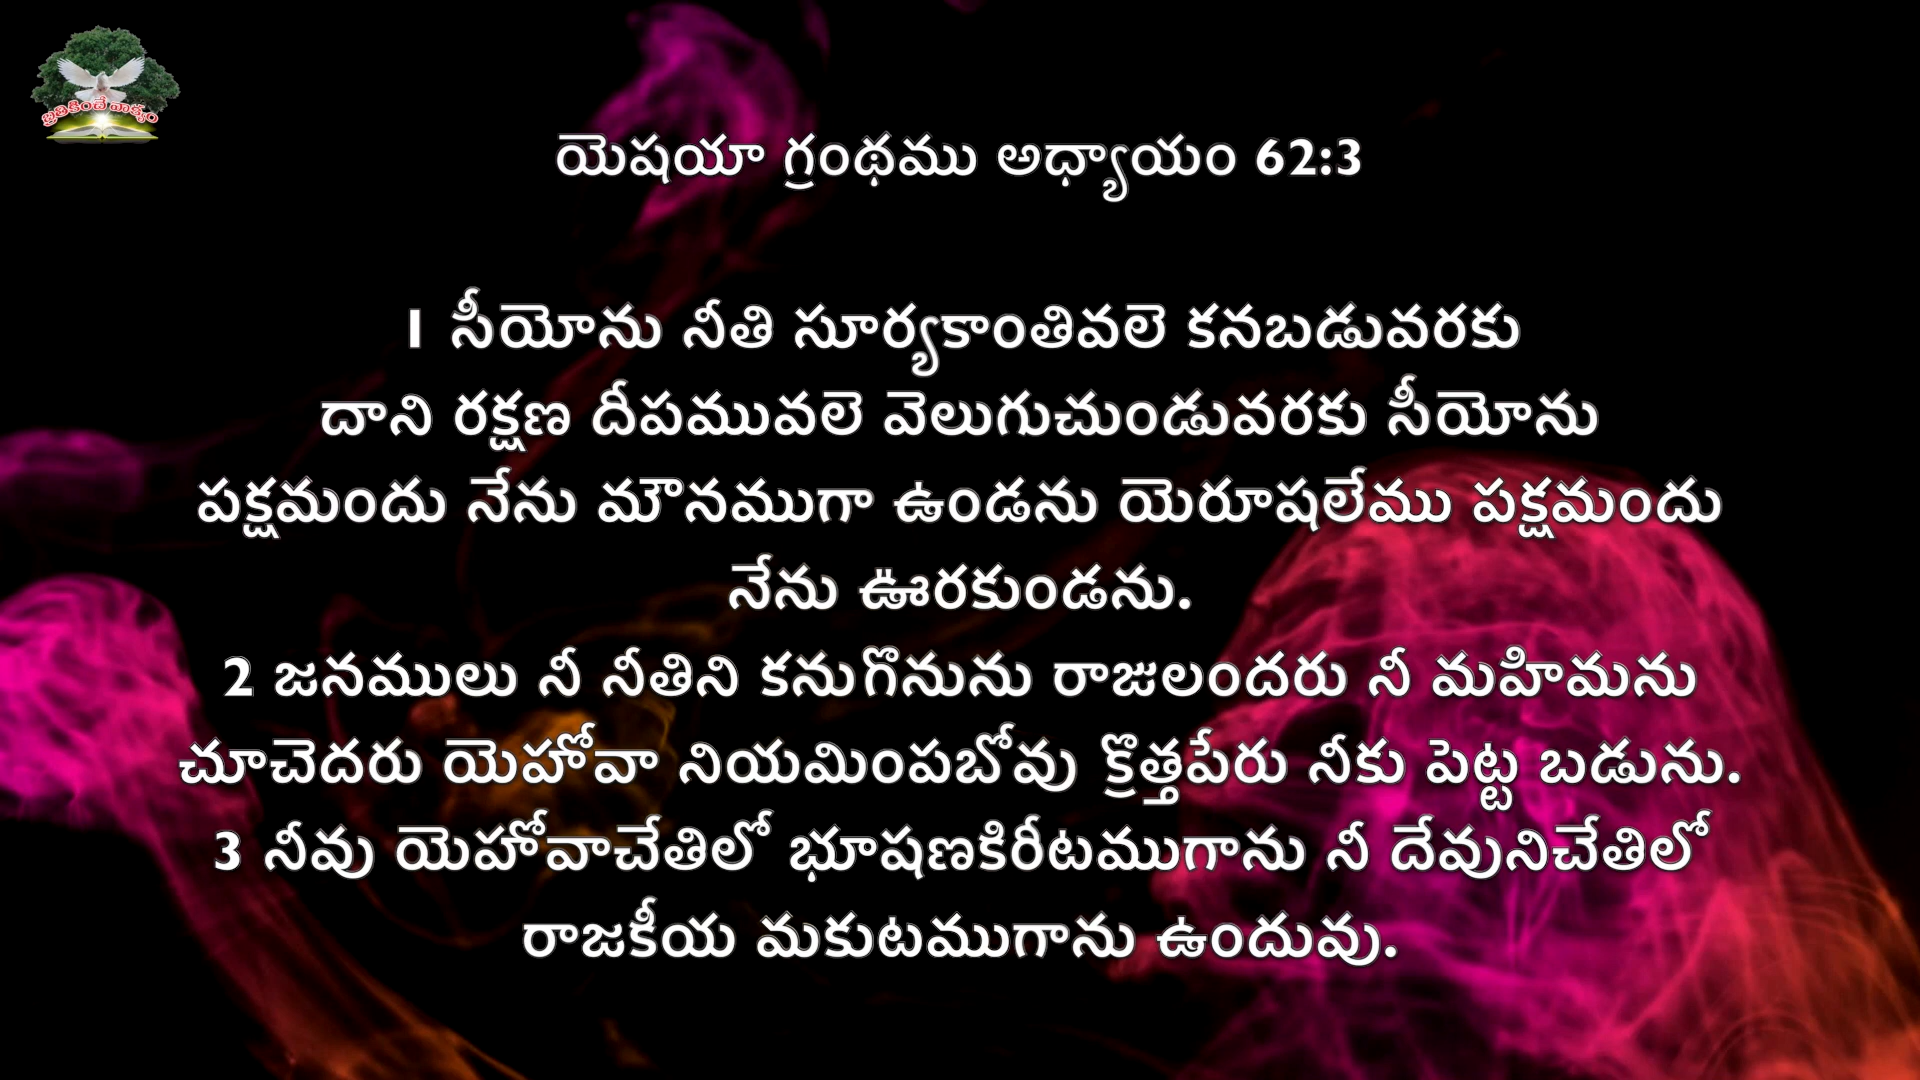 బ్రతికించే వాక్యం
యెషయా గ్రంథము అధ్యాయం 62:3
1 సీయోను నీతి సూర్యకాంతివలె కనబడువరకు
దాని రక్షణ దీపమువలె వెలుగుచుండువరకు సీయోను
పక్షమందు నేను మౌనముగా ఉండను యెరూషలేము పక్షమందు
నేను ఊరకుండను.
2 జనములు నీ నీతిని కనుగొనును రాజులందరు నీ మహిమను
చూచెదరు యెహోవా నియమింపబోవు క్రొత్తపేరు నీకు పెట్ట బడును.
3 నీవు యెహోవాచేతిలో భూషణకిరీటముగాను నీ దేవునిచేతిలో
రాజకీయ మకుటముగాను ఉందువు.